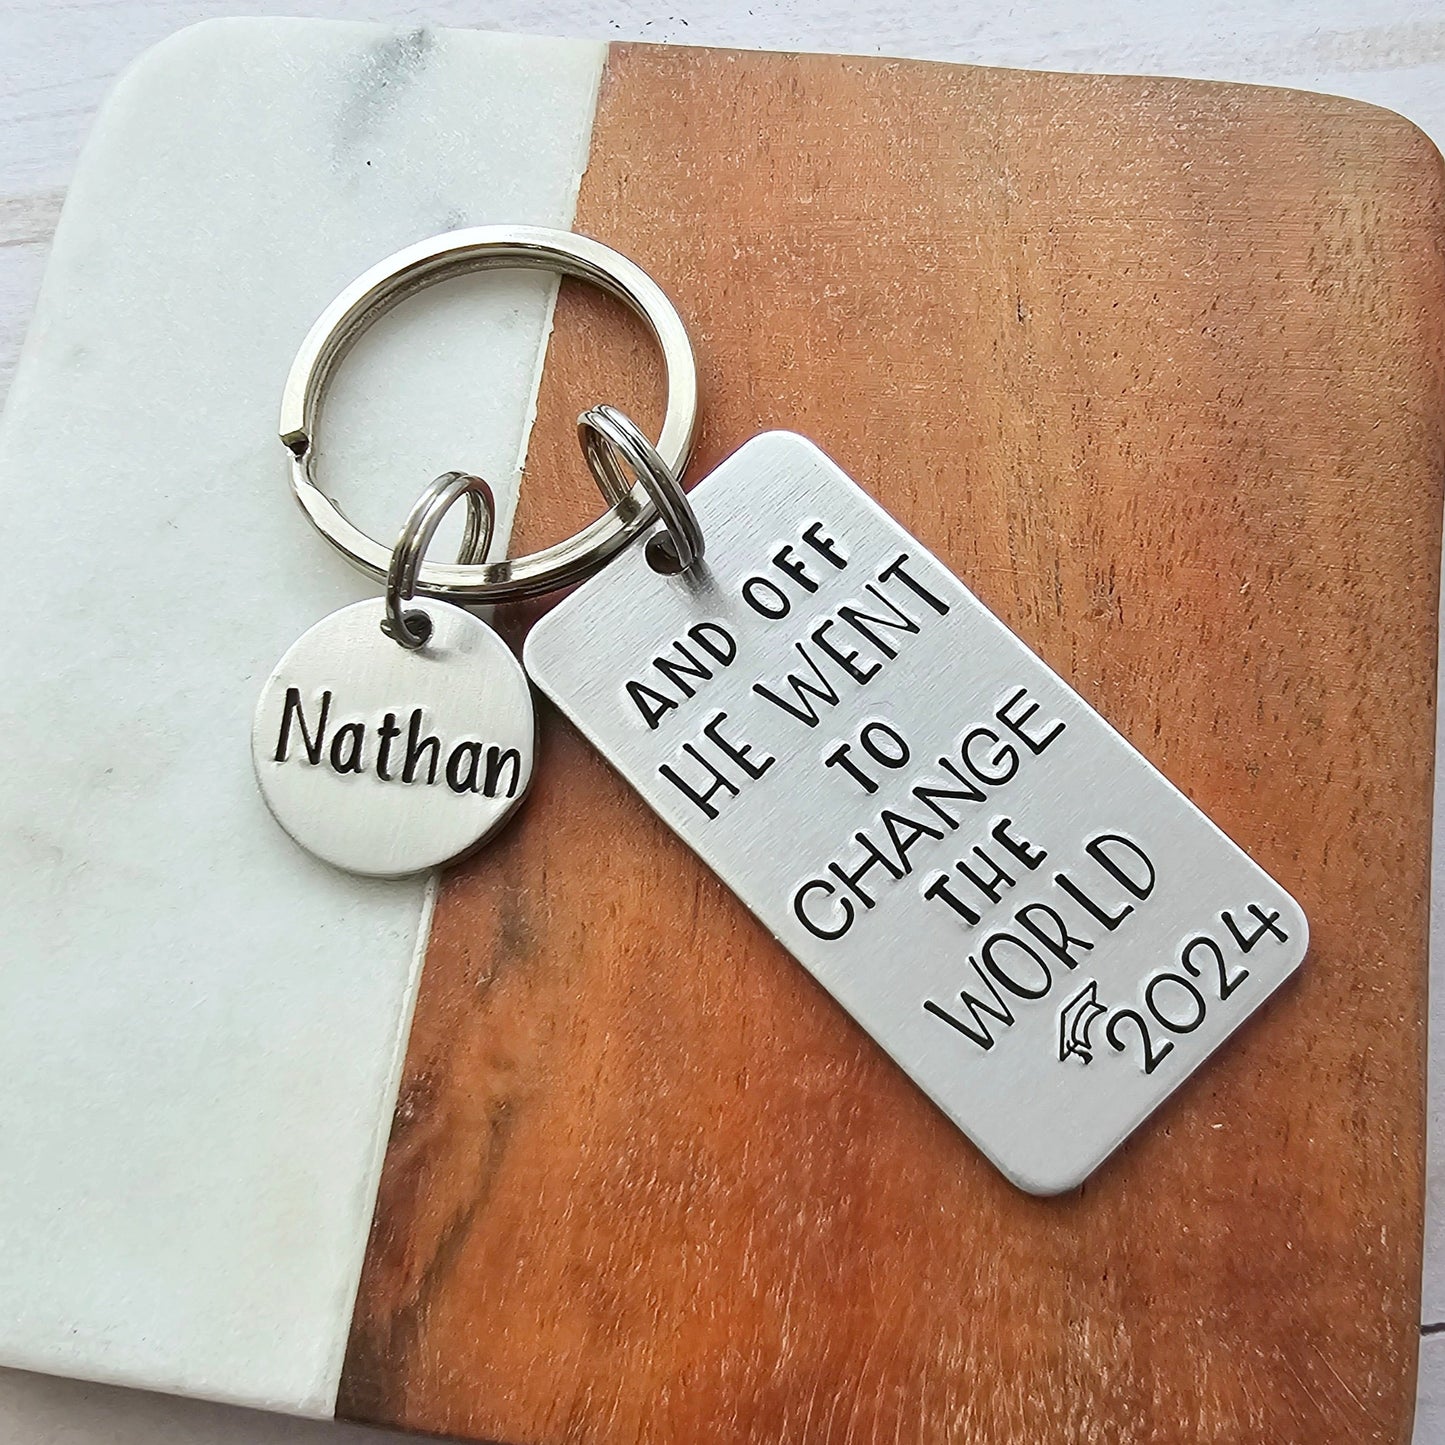 Nathan
AND OFF
HE WENT
TO
CHANGE
THE
WORLD
2024